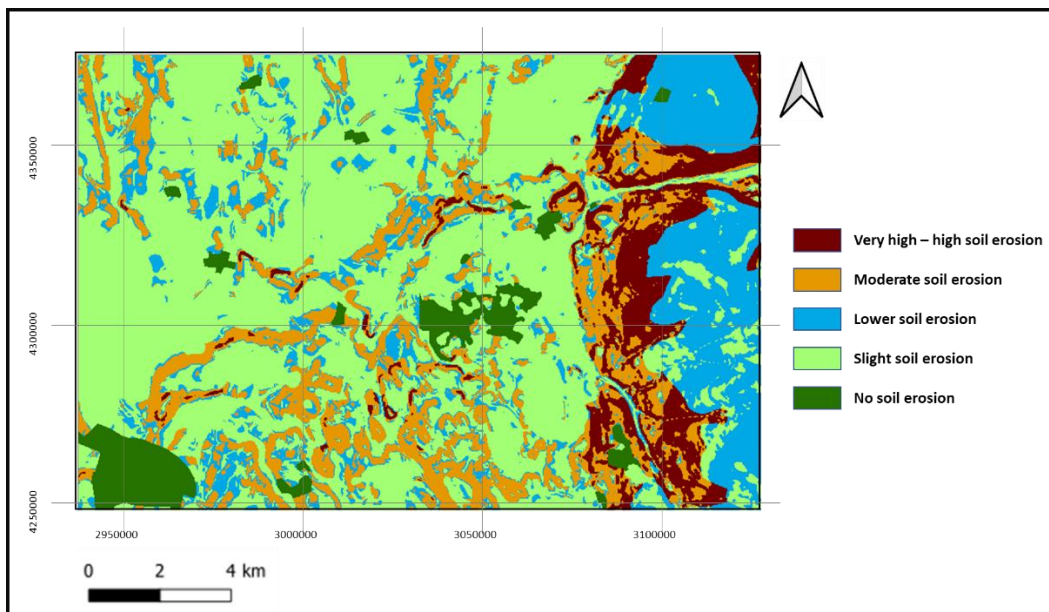 4350000
4300000
4250000
2950000
3000000
3050000
3100000
Very high – high soil erosion
Moderate soil erosion
Lower soil erosion
Slight soil erosion
No soil erosion
0 2 4 km